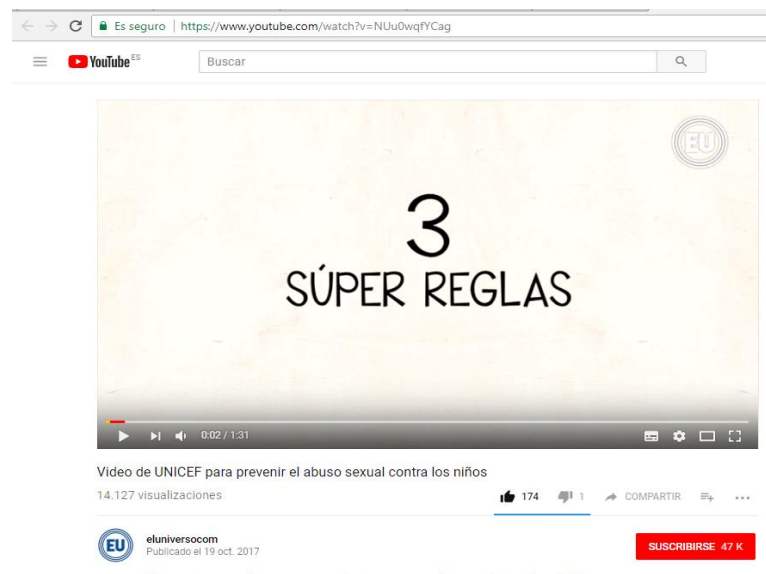 Es seguro | https://www.youtube.com/watch?v=NUu0wqfYCag
YouTube ES
Buscar
EU
3
SÚPER REGLAS
0:02 / 1:31
Video de UNICEF para prevenir el abuso sexual contra los niños
14.127 visualizaciones
174
1
COMPARTIR
EU
eluniversocom
Publicado el 19 oct. 2017
SUSCRIBIRSE 47 K